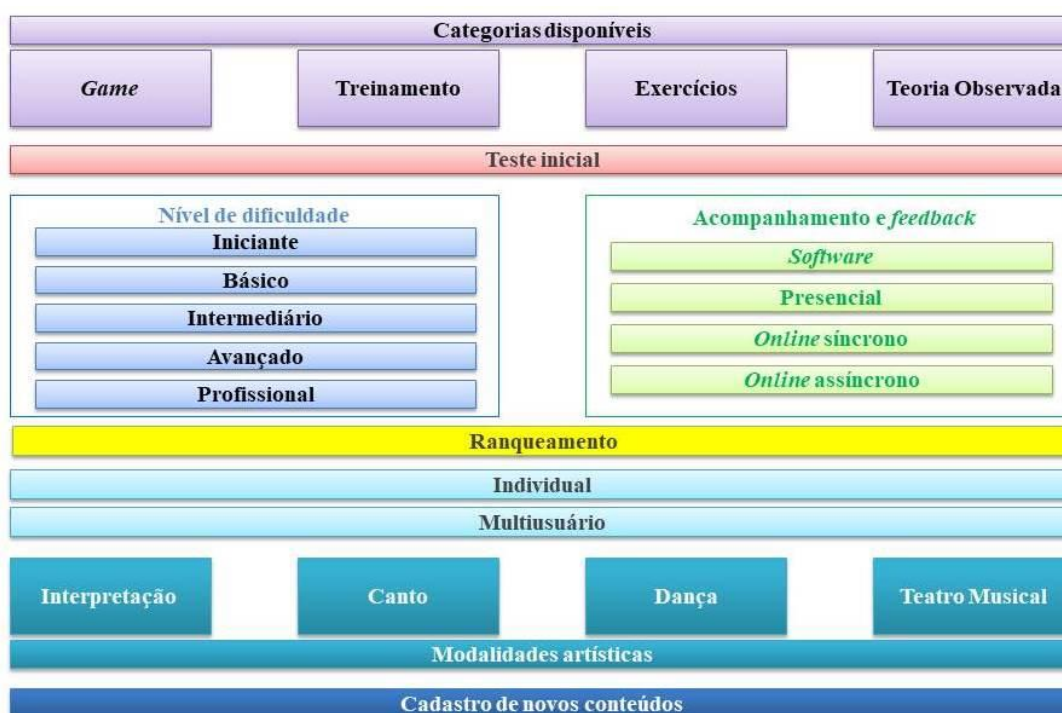 Categorias disponíveis
Game
Treinamento
Exercícios
Teoria Observada
Teste inicial
Nível de dificuldade
Iniciante
Básico
Intermediário
Avançado
Profissional
Acompanhamento e feedback
Software
Presencial
Online síncrono
Online assíncrono
Ranqueamento
Individual
Multiusuário
Interpretação
Canto
Dança
Teatro Musical
Modalidades artísticas
Cadastro de novos conteúdos